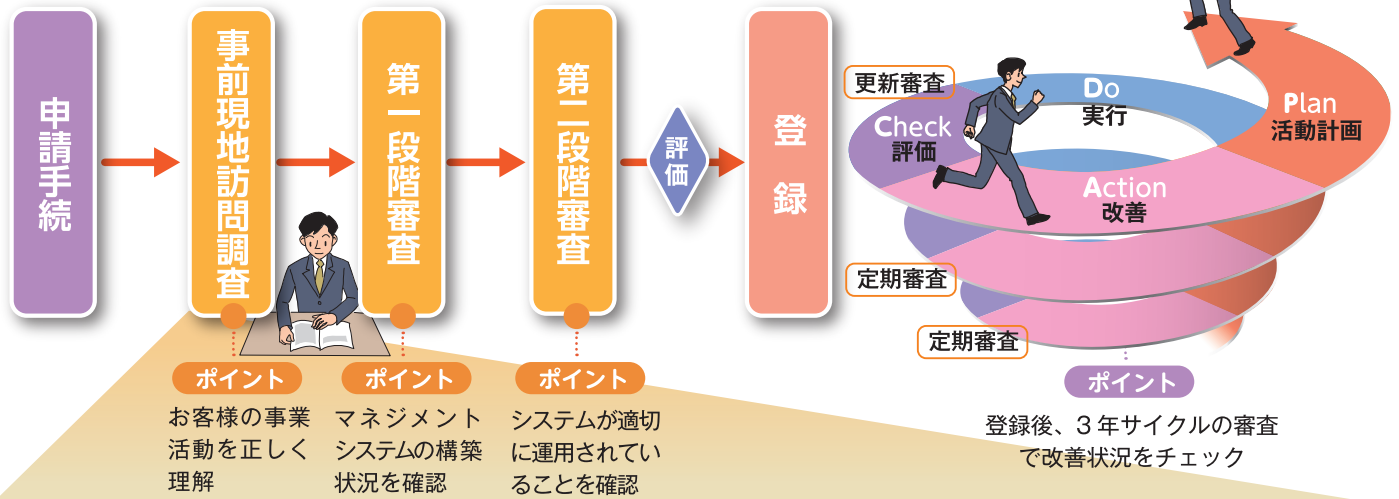 申請手続
事前現地訪問調査
第一段階審査
第二段階審査
評価
登録
更新審査
Do
実行
Plan
活動計画
Check
評価
Action
改善
定期審査
定期審査
ポイント
お客様の事業
活動を正しく
理解
ポイント
マネジメント
システムの構築
状況を確認
ポイント
システムが適切
に運用されてい
ることを確認
ポイント
登録後、3年サイクルの審査
で改善状況をチェック